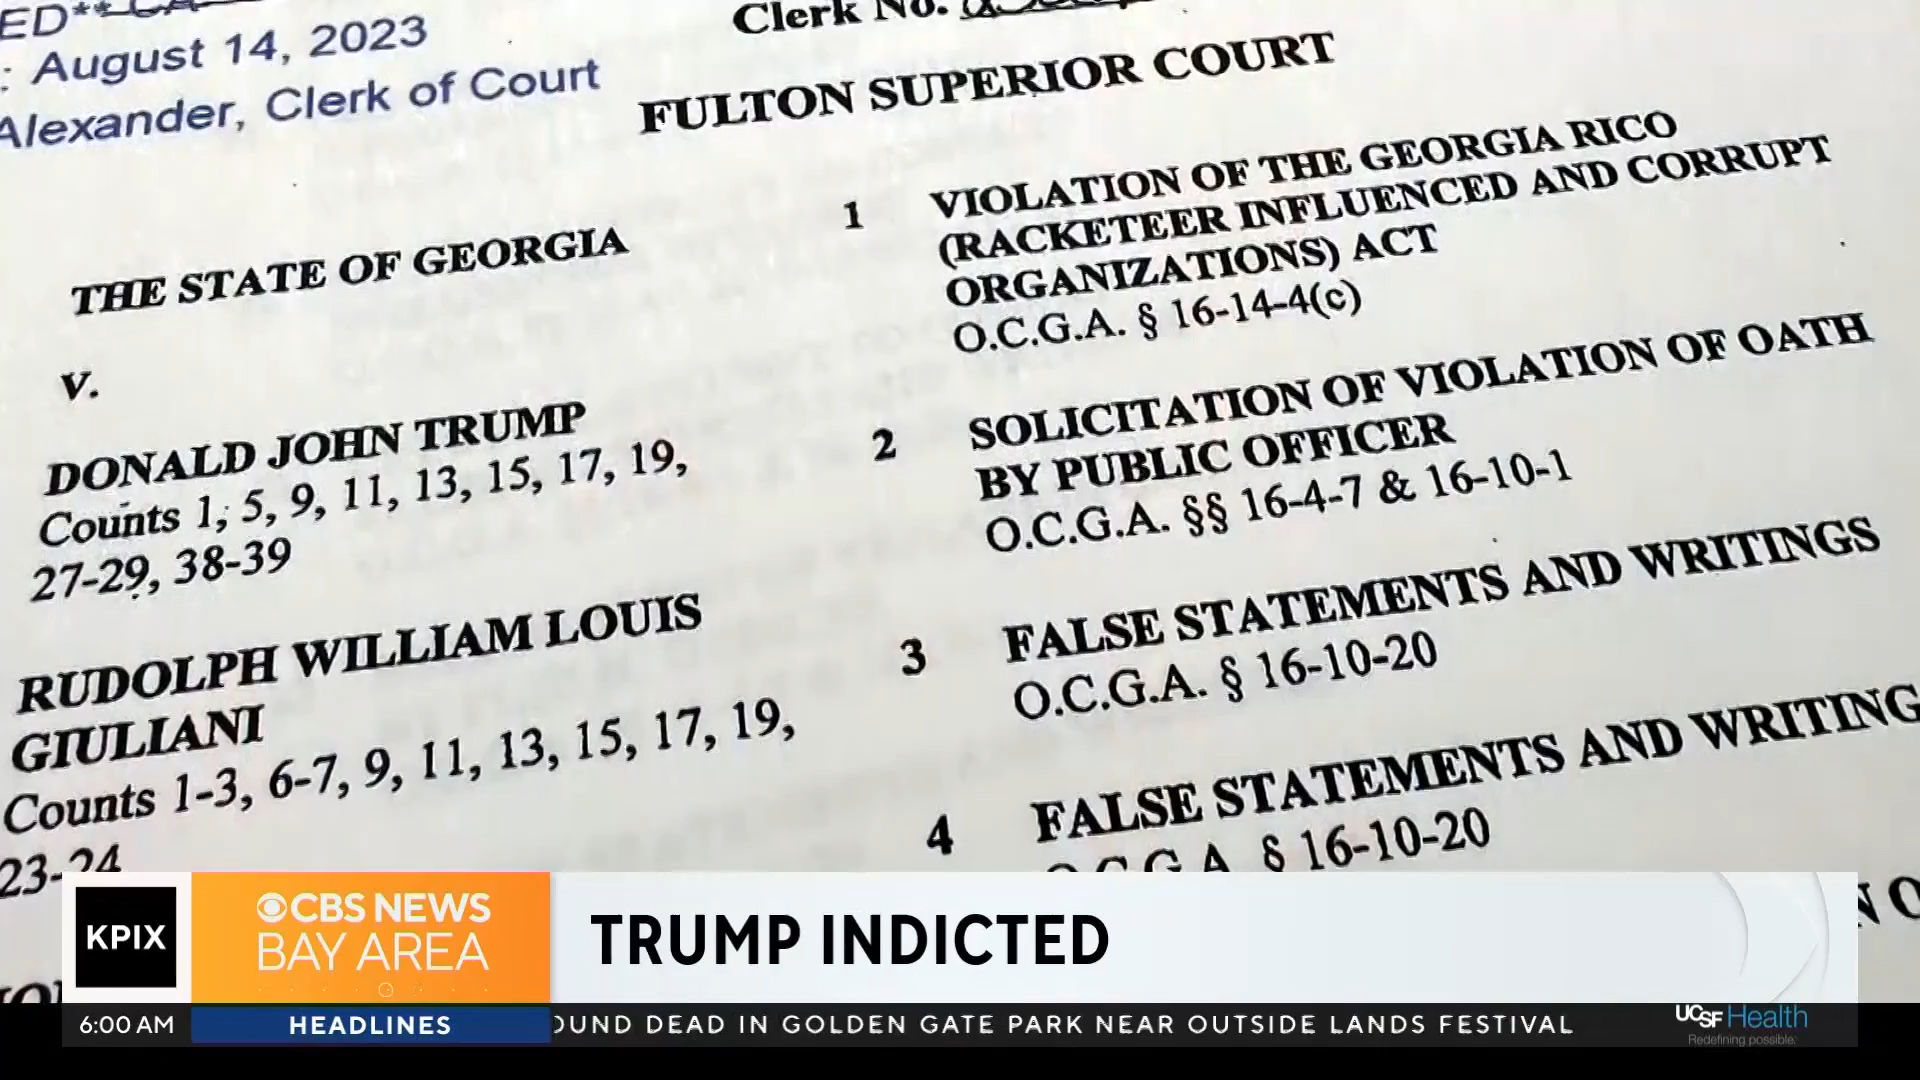 ED**
Clerk No.
: August 14, 2023
Alexander, Clerk of Court
FULTON SUPERIOR COURT
THE STATE OF GEORGIA
v.
DONALD JOHN TRUMP
Counts 1, 5, 9, 11, 13, 15, 17, 19,
27-29, 38-39
RUDOLPH WILLIAM LOUIS
GIULIANI
Counts 1-3, 6-7, 9, 11, 13, 15, 17, 19,
23-24
1 VIOLATION OF THE GEORGIA RICO
(RACKETEER INFLUENCED AND CORRUPT
ORGANIZATIONS) ACT
O.C.G.A. § 16-14-4(c)
2 SOLICITATION OF VIOLATION OF OATH
BY PUBLIC OFFICER
O.C.G.A. §§ 16-4-7 & 16-10-1
3 FALSE STATEMENTS AND WRITINGS
O.C.G.A. § 16-10-20
4 FALSE STATEMENTS AND WRITING
O.C.G.A. § 16-10-20
KPIX
CBS NEWS
BAY AREA
TRUMP INDICTED
6:00 AM
HEADLINES
OUND DEAD IN GOLDEN GATE PARK NEAR OUTSIDE LANDS FESTIVAL
UCSF Health
Redefining possible.